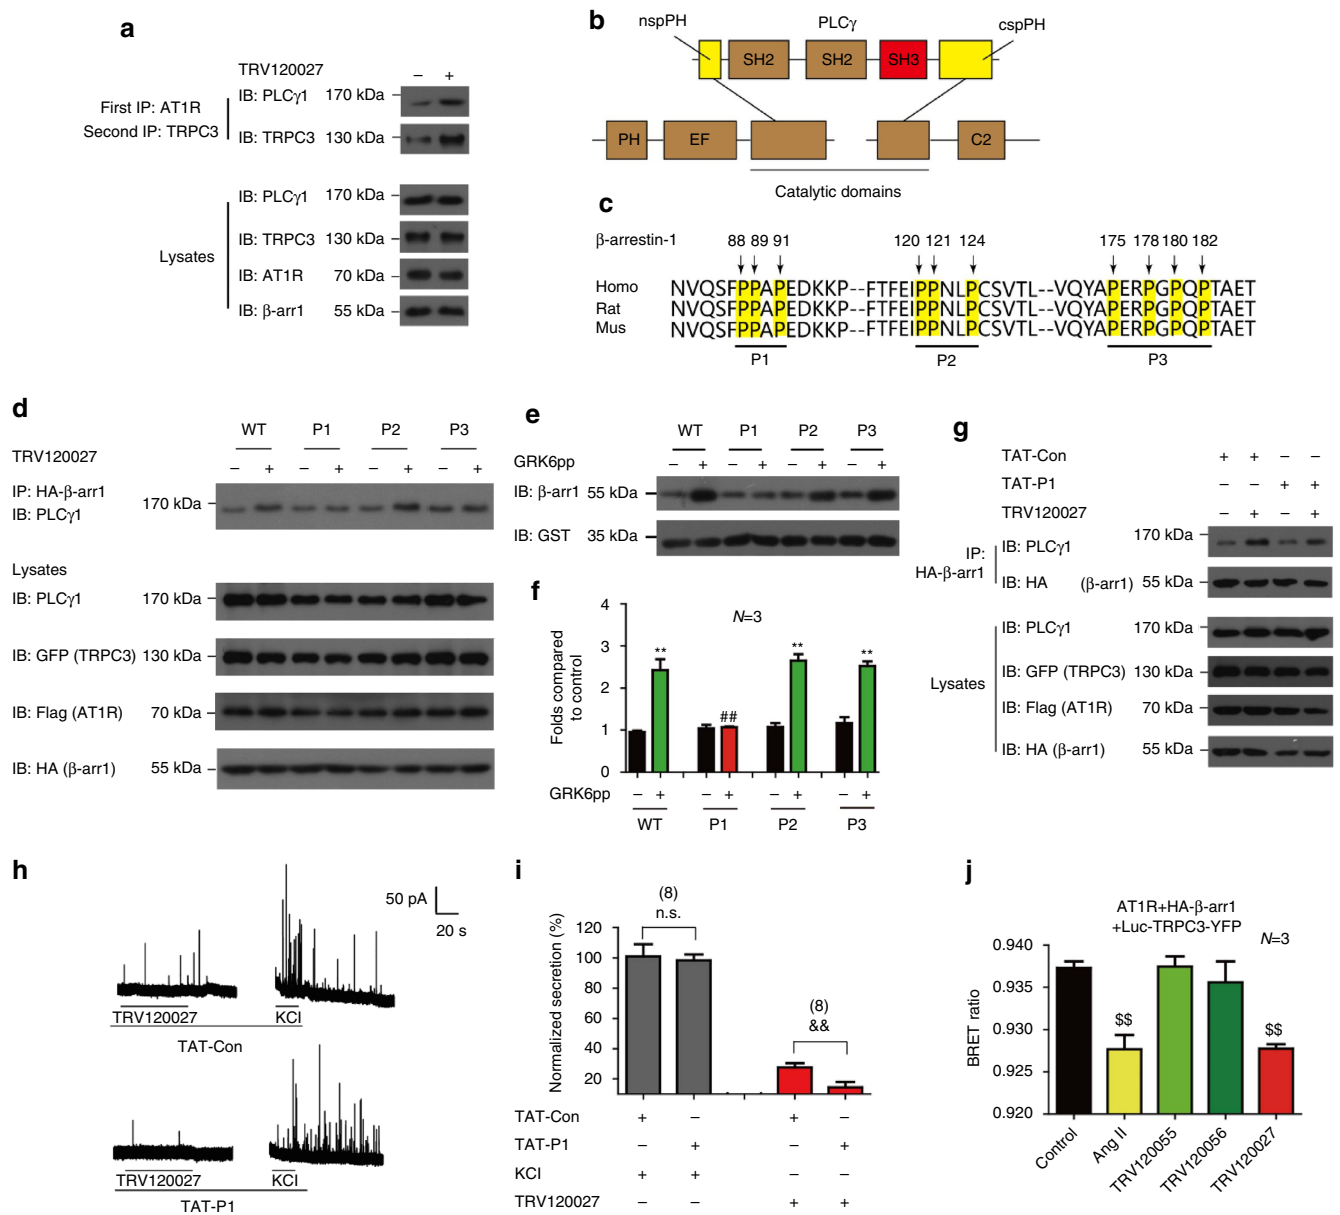 a
TRV120027 – +
First IP: AT1R
Second IP: TRPC3
IB: PLCγ1 170 kDa
IB: TRPC3 130 kDa
Lysates
IB: PLCγ1 170 kDa
IB: TRPC3 130 kDa
IB: AT1R 70 kDa
IB: β-arr1 55 kDa
b
nspPH PLCγ cspPH
SH2 SH2 SH3
PH EF C2
Catalytic domains
c
β-arrestin-1 88 89 91 120 121 124 175 178 180 182
Homo NVQSFPPAPEDKKP--FTFEIPPNLPCSVTL--VQYAPERPGPQPTAET
Rat NVQSFPPAPEDKKP--FTFEIPPNLPCSVTL--VQYAPERPGPQPTAET
Mus NVQSFPPAPEDKKP--FTFEIPPNLPCSVTL--VQYAPERPGPQPTAET
P1 P2 P3
d
WT P1 P2 P3
TRV120027 – + – + – + – +
IP: HA-β-arr1
IB: PLCγ1
170 kDa
Lysates
IB: PLCγ1 170 kDa
IB: GFP (TRPC3) 130 kDa
IB: Flag (AT1R) 70 kDa
IB: HA (β-arr1) 55 kDa
e
WT P1 P2 P3
GRK6pp – + – + – + – +
IB: β-arr1 55 kDa
IB: GST 35 kDa
f
Folds compared
to control
4
3
2
1
0
N=3
** ## ** **
GRK6pp – + – + – + – +
WT P1 P2 P3
g
TAT-Con + + – –
TAT-P1 – – + +
TRV120027 – + – +
IP:
HA-β-arr1
IB: PLCγ1 170 kDa
IB: HA (β-arr1) 55 kDa
Lysates
IB: PLCγ1 170 kDa
IB: GFP (TRPC3) 130 kDa
IB: Flag (AT1R) 70 kDa
IB: HA (β-arr1) 55 kDa
h
50 pA
20 s
TRV120027 KCl
TAT-Con
TRV120027 KCl
TAT-P1
i
Normalized secretion (%)
120
100
80
60
40
20
(8)
n.s.
(8)
&&
TAT-Con + – + –
TAT-P1 – + – +
KCl + + – –
TRV120027 – – + +
j
AT1R+HA-β-arr1
+Luc-TRPC3-YFP
N=3
BRET ratio
0.940
0.935
0.930
0.925
0.920
$$ $$
Control Ang II TRV120055 TRV120056 TRV120027